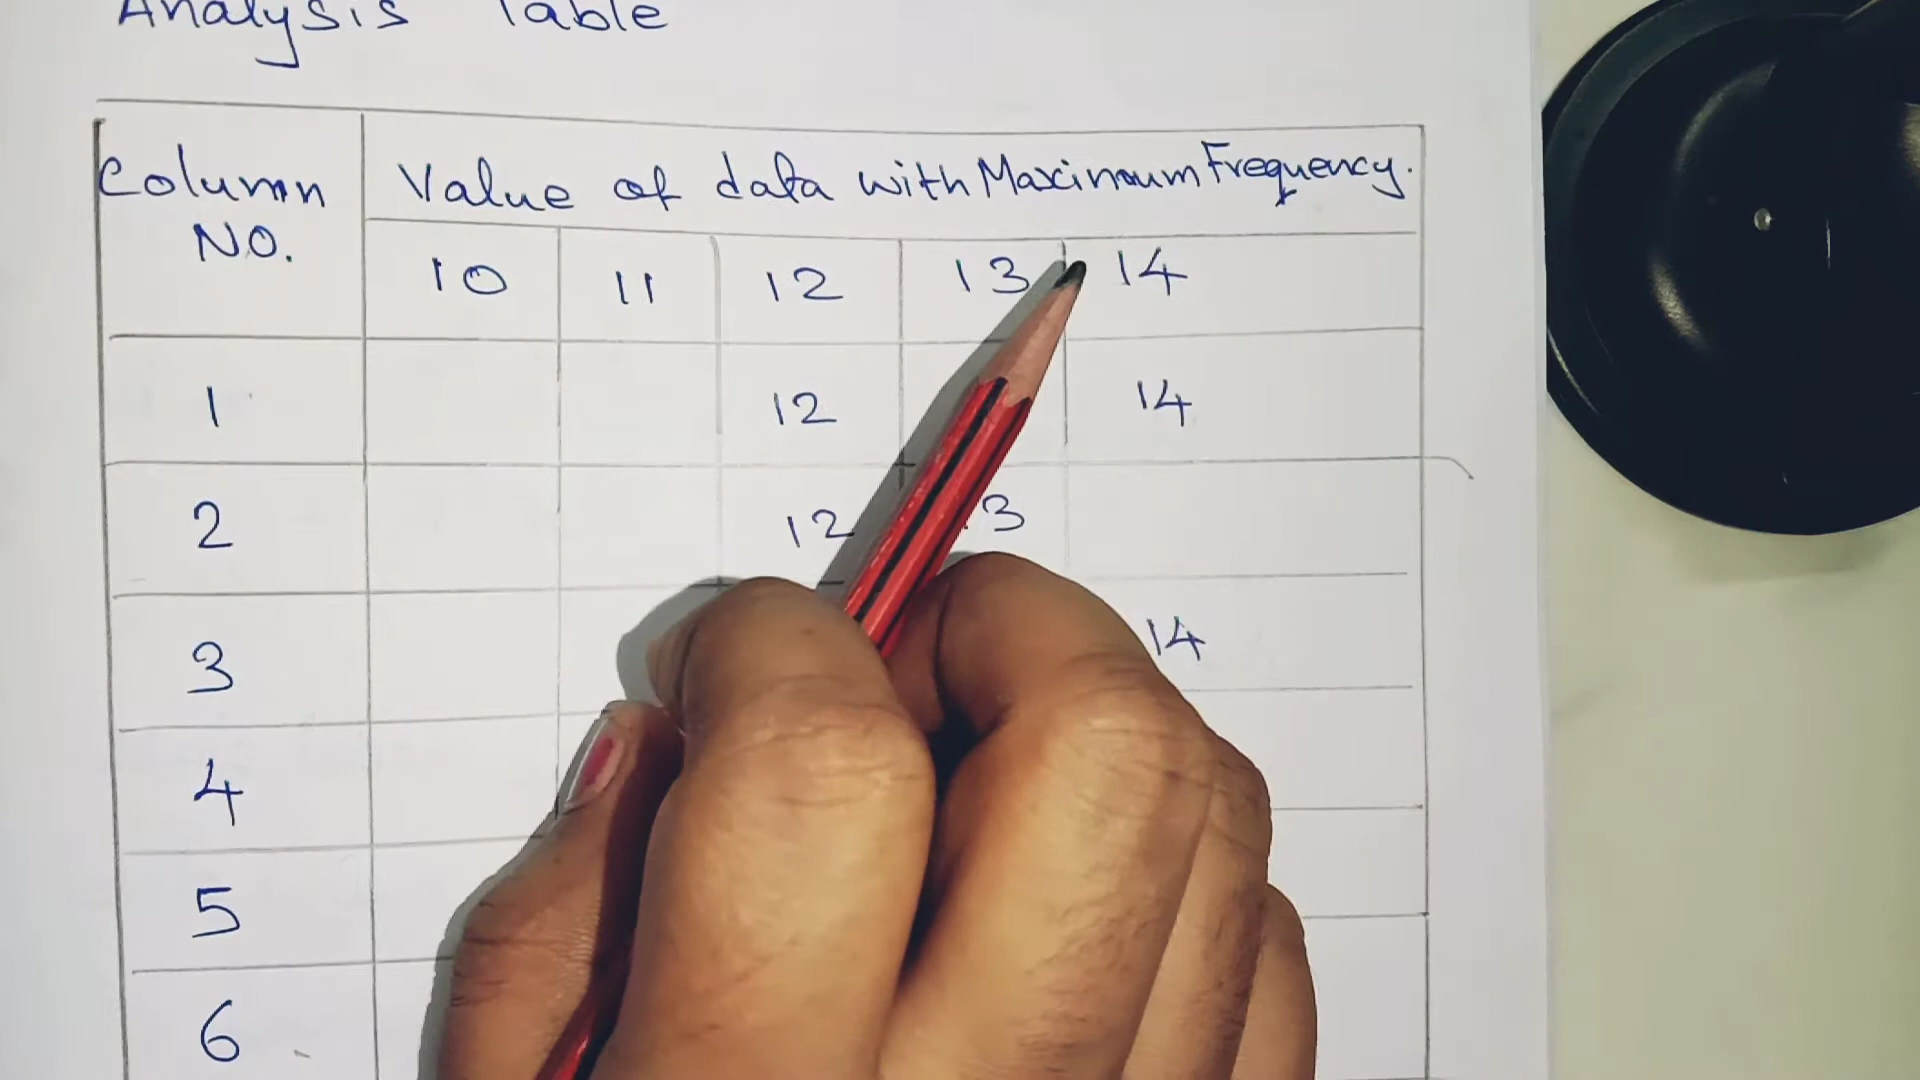 Analysis Table
Column NO.
Value of data with Maximum Frequency.
10 11 12 13 14
1 12 14
2 12 3
3 14
4
5
6